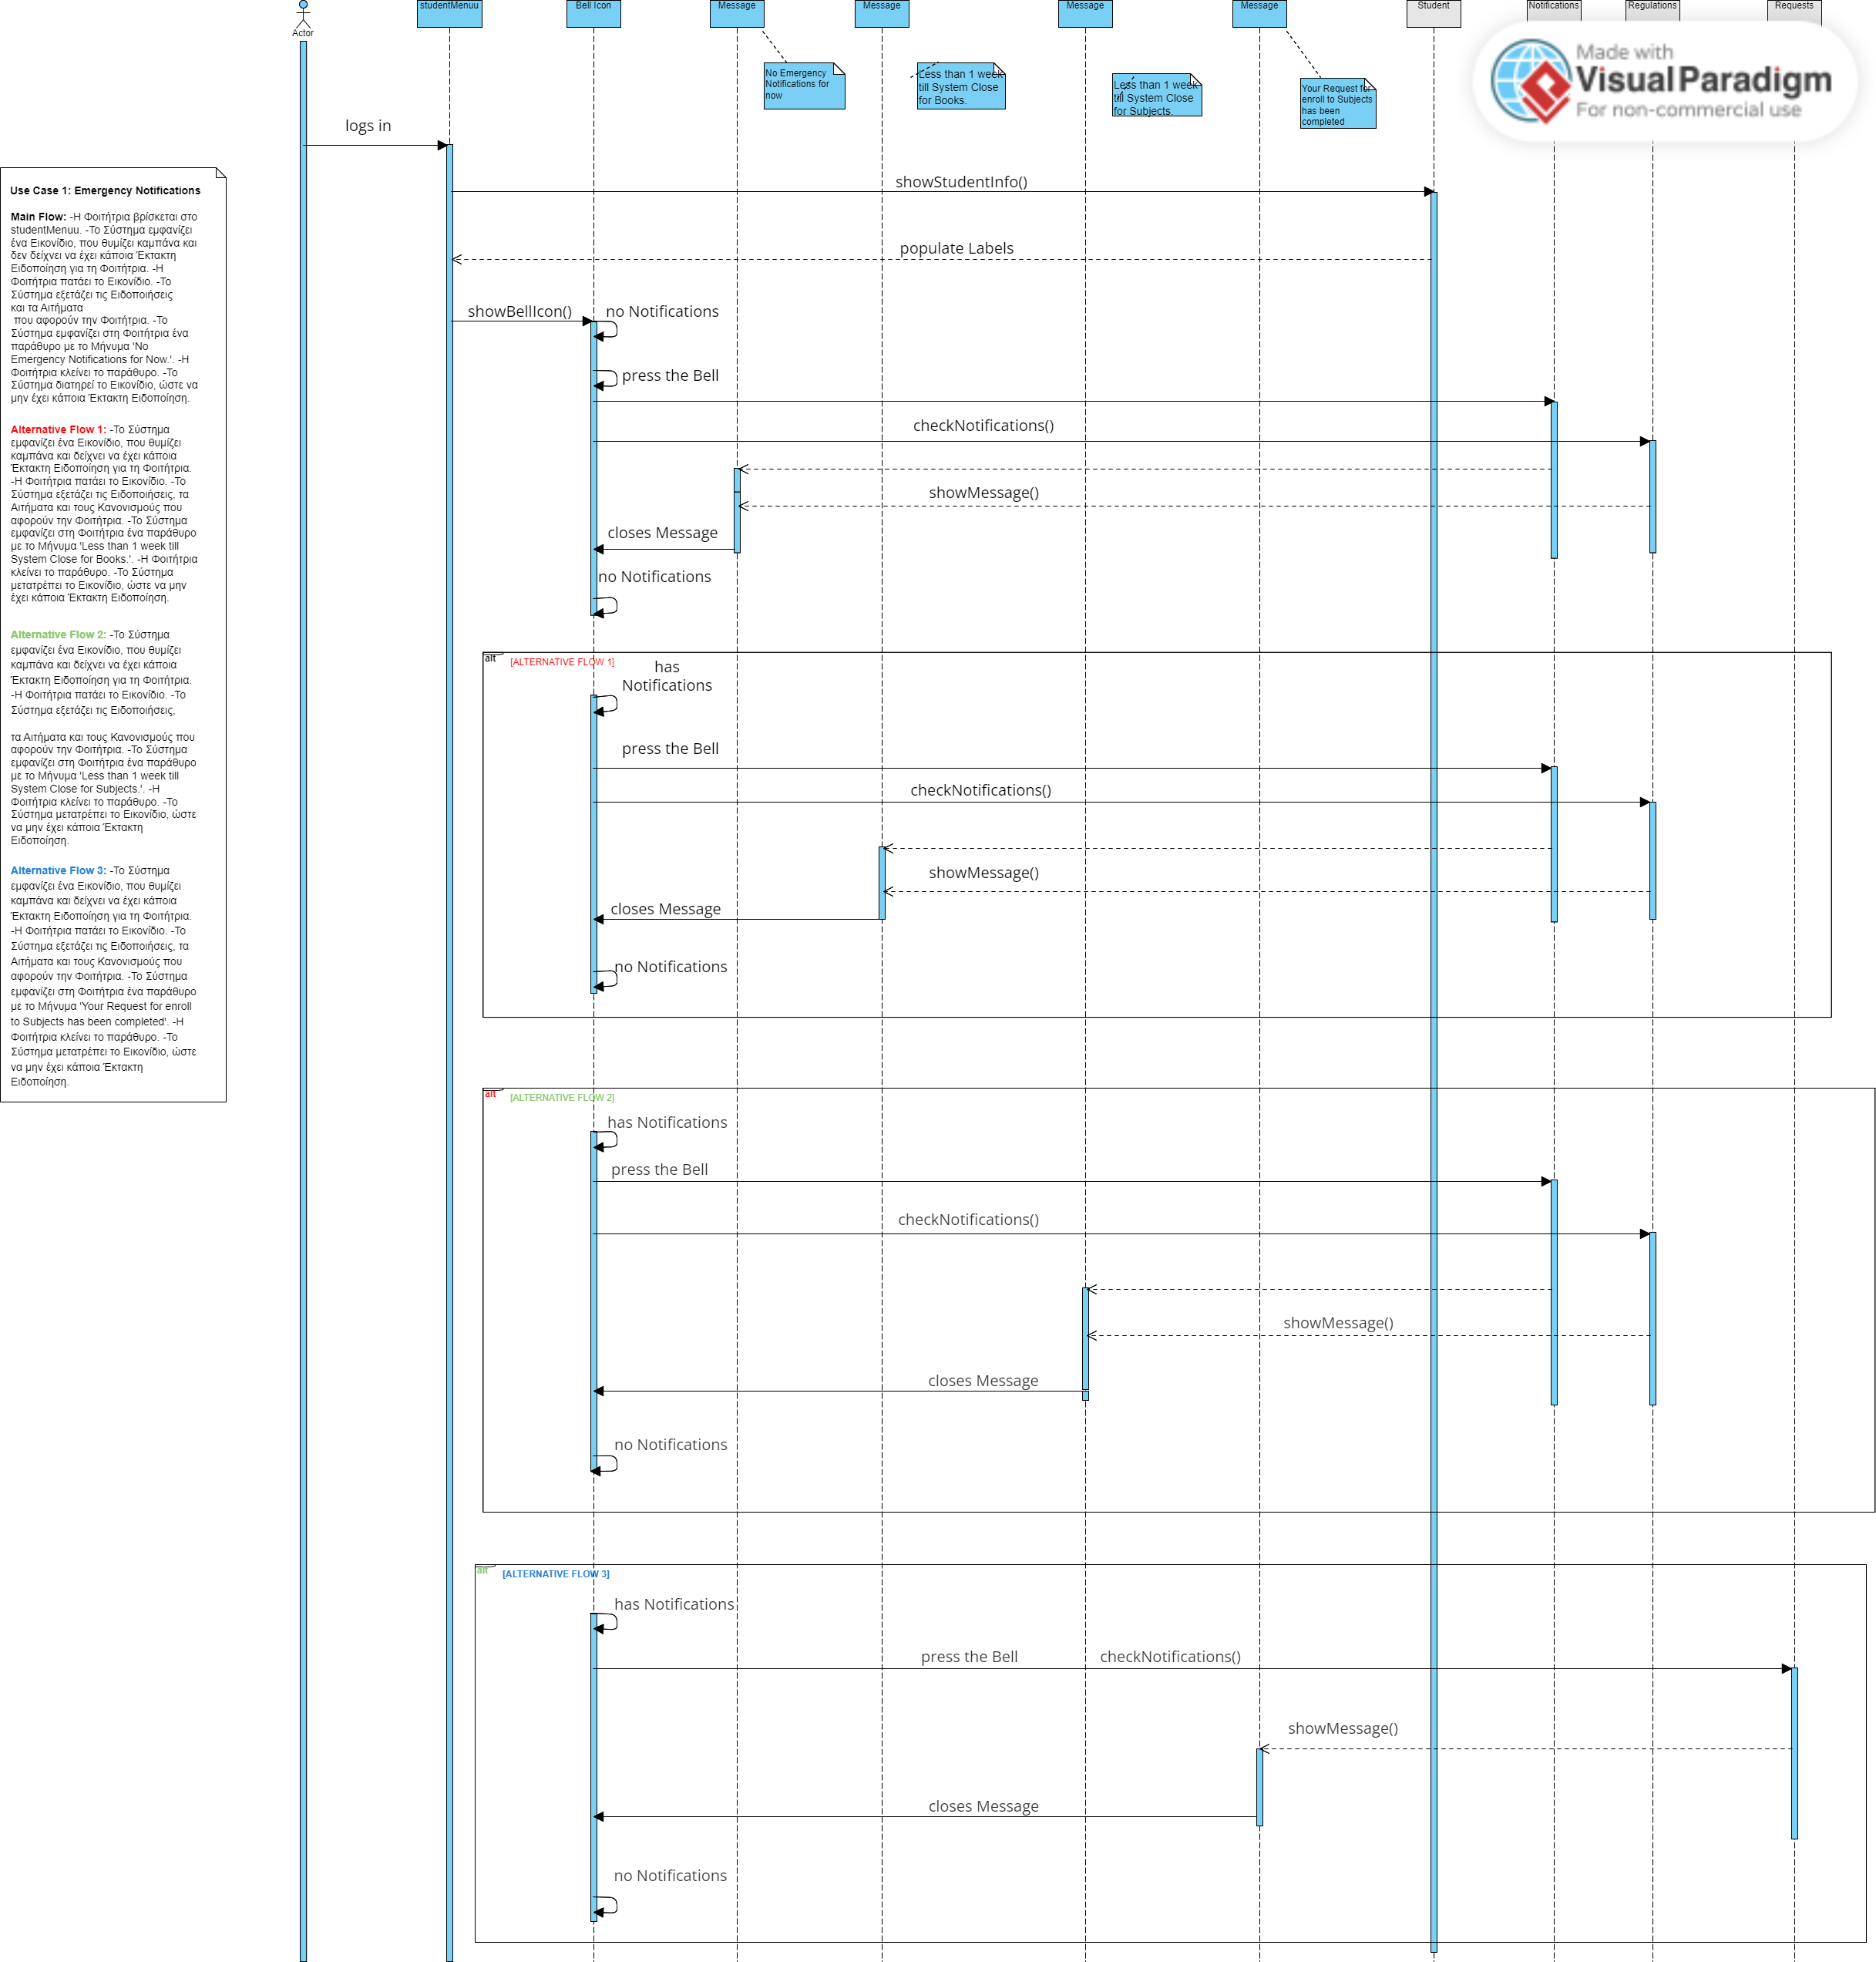 studentMenuu
Bell Icon
Message
Message
Message
Message
Student
Notifications
Regulations
Requests
Actor
No Emergency
Notifications for
now
Less than 1 week
till System Close
for Books.
Less than 1 week
till System Close
for Subjects.
Your Request for
enroll to Subjects
has been
completed
Made with
Visual Paradigm
For non-commercial use
logs in
showStudentInfo()
populate Labels
showBellIcon()
no Notifications
press the Bell
checkNotifications()
showMessage()
closes Message
no Notifications
Use Case 1: Emergency Notifications
Main Flow: -Η Φοιτήτρια βρίσκεται στο
studentMenuu. -Το Σύστημα εμφανίζει
ένα Εικονίδιο, που θυμίζει καμπάνα και
δεν δείχνει να έχει κάποια Έκτακτη
Ειδοποίηση για τη Φοιτήτρια. -Η
Φοιτήτρια πατάει το Εικονίδιο. -Το
Σύστημα εξετάζει τις Ειδοποιήσεις
και τα Αιτήματα
που αφορούν την Φοιτήτρια. -Το
Σύστημα εμφανίζει στη Φοιτήτρια ένα
παράθυρο με το Μήνυμα 'No
Emergency Notifications for Now.'. -Η
Φοιτήτρια κλείνει το παράθυρο. -Το
Σύστημα διατηρεί το Εικονίδιο, ώστε να
μην έχει κάποια Έκτακτη Ειδοποίηση.
Alternative Flow 1: -Το Σύστημα
εμφανίζει ένα Εικονίδιο, που θυμίζει
καμπάνα και δείχνει να έχει κάποια
Έκτακτη Ειδοποίηση για τη Φοιτήτρια.
-Η Φοιτήτρια πατάει το Εικονίδιο. -Το
Σύστημα εξετάζει τις Ειδοποιήσεις, τα
Αιτήματα και τους Κανονισμούς που
αφορούν την Φοιτήτρια. -Το Σύστημα
εμφανίζει στη Φοιτήτρια ένα παράθυρο
με το Μήνυμα 'Less than 1 week till
System Close for Books.'. -Η Φοιτήτρια
κλείνει το παράθυρο. -Το Σύστημα
μετατρέπει το Εικονίδιο, ώστε να μην
έχει κάποια Έκτακτη Ειδοποίηση.
Alternative Flow 2: -Το Σύστημα
εμφανίζει ένα Εικονίδιο, που θυμίζει
καμπάνα και δείχνει να έχει κάποια
Έκτακτη Ειδοποίηση για τη Φοιτήτρια.
-Η Φοιτήτρια πατάει το Εικονίδιο. -Το
Σύστημα εξετάζει τις Ειδοποιήσεις,
τα Αιτήματα και τους Κανονισμούς που
αφορούν την Φοιτήτρια. -Το Σύστημα
εμφανίζει στη Φοιτήτρια ένα παράθυρο
με το Μήνυμα 'Less than 1 week till
System Close for Subjects.'. -Η
Φοιτήτρια κλείνει το παράθυρο. -Το
Σύστημα μετατρέπει το Εικονίδιο, ώστε
να μην έχει κάποια Έκτακτη
Ειδοποίηση.
Alternative Flow 3: -Το Σύστημα
εμφανίζει ένα Εικονίδιο, που θυμίζει
καμπάνα και δείχνει να έχει κάποια
Έκτακτη Ειδοποίηση για τη Φοιτήτρια.
-Η Φοιτήτρια πατάει το Εικονίδιο. -Το
Σύστημα εξετάζει τις Ειδοποιήσεις, τα
Αιτήματα και τους Κανονισμούς που
αφορούν την Φοιτήτρια. -Το Σύστημα
εμφανίζει στη Φοιτήτρια ένα παράθυρο
με το Μήνυμα 'Your Request for enroll
to Subjects has been completed'. -Η
Φοιτήτρια κλείνει το παράθυρο. -Το
Σύστημα μετατρέπει το Εικονίδιο, ώστε
να μην έχει κάποια Έκτακτη
Ειδοποίηση.
alt [ALTERNATIVE FLOW 1]
has
Notifications
press the Bell
checkNotifications()
showMessage()
closes Message
no Notifications
alt [ALTERNATIVE FLOW 2]
has Notifications
press the Bell
checkNotifications()
showMessage()
closes Message
no Notifications
alt [ALTERNATIVE FLOW 3]
has Notifications
press the Bell
checkNotifications()
showMessage()
closes Message
no Notifications